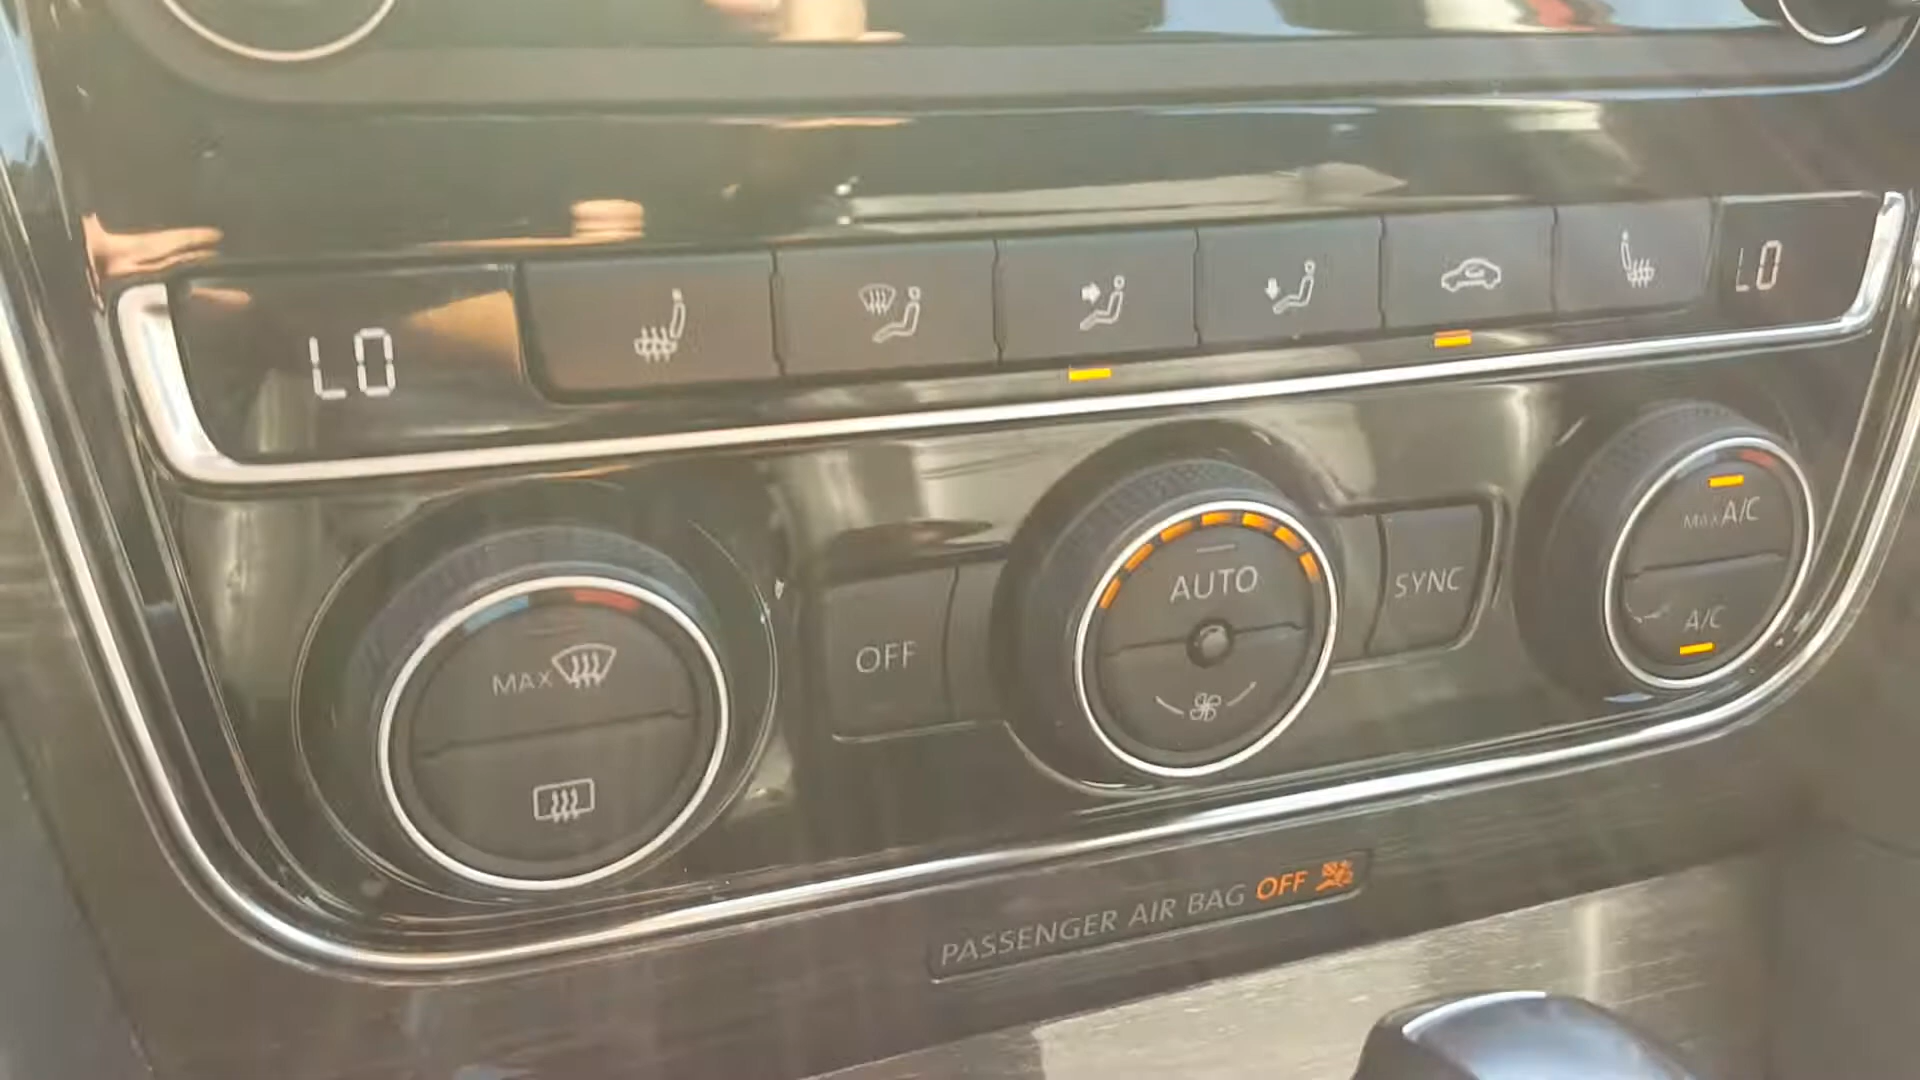 LO
LO
MAX
OFF
AUTO
SYNC
MAX A/C
A/C
PASSENGER AIR BAG OFF